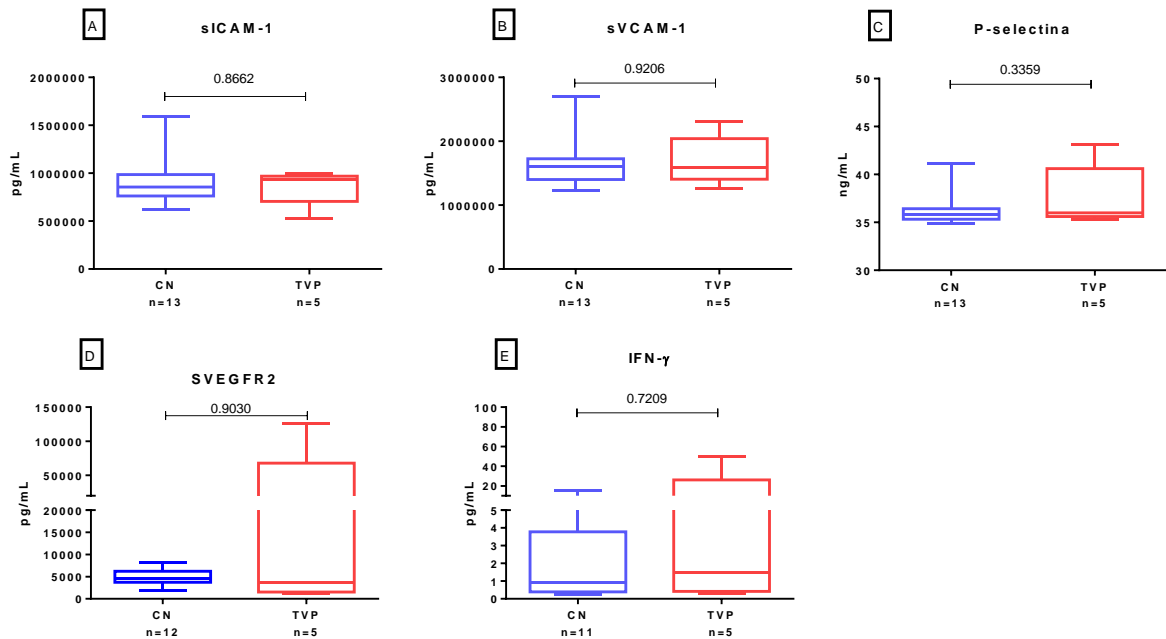 A
sICAM-1
0.8662
2000000
1500000
1000000
500000
0
pg/mL
CN
n=13
TVP
n=5
B
sVCAM-1
0.9206
3000000
2000000
1000000
0
pg/mL
CN
n=13
TVP
n=5
C
P-selectina
0.3359
50
45
40
35
30
ng/mL
CN
n=13
TVP
n=5
D
SVEGFR2
0.9030
150000
100000
50000
20000
15000
10000
5000
0
pg/mL
CN
n=12
TVP
n=5
E
IFN-γ
0.7209
100
80
60
40
20
5
4
3
2
1
0
pg/mL
CN
n=11
TVP
n=5